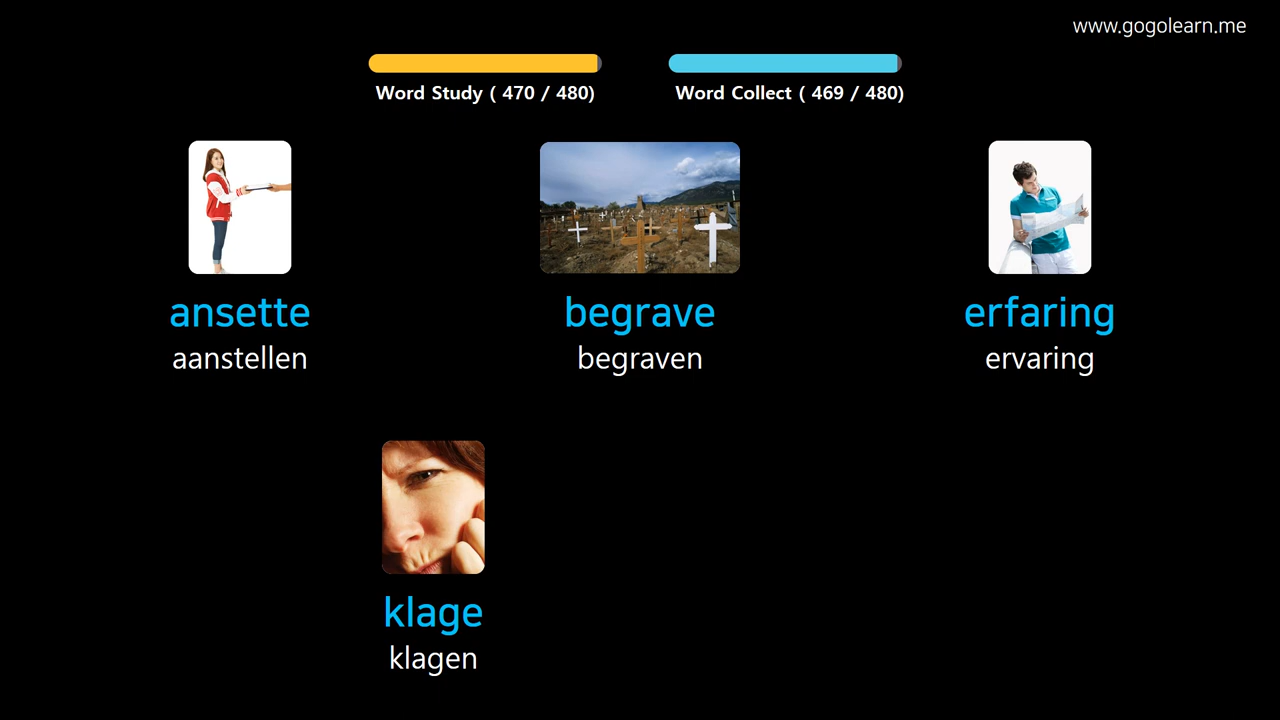 www.gogolearn.me
Word Study ( 470 / 480)
Word Collect ( 469 / 480)
ansette
aanstellen
begrave
begraven
erfaring
ervaring
klage
klagen